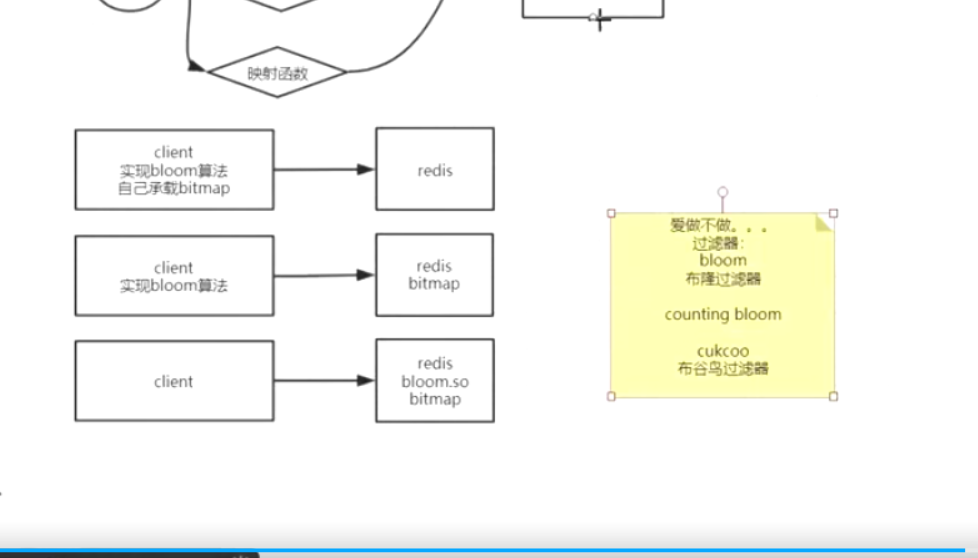 映射函数
client
实现bloom算法
自己承载bitmap
redis
client
实现bloom算法
redis
bitmap
client
redis
bloom.so
bitmap
爱做不做。。。
过滤器：
bloom
布隆过滤器
counting bloom
cukcoo
布谷鸟过滤器